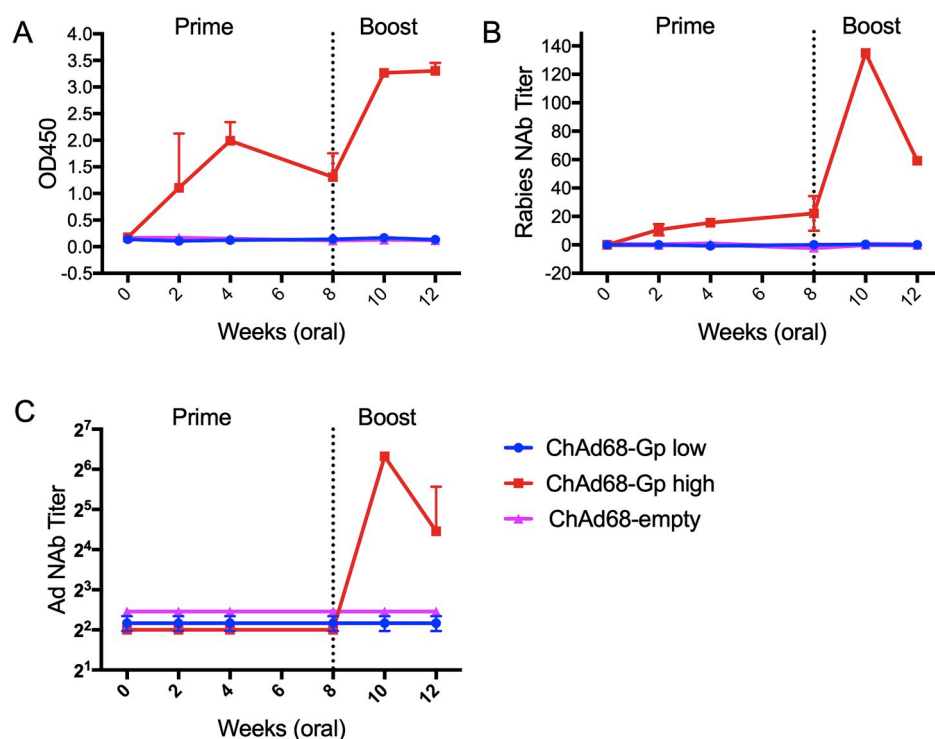 A
Prime
Boost
OD450
4.0
3.5
3.0
2.5
2.0
1.5
1.0
0.5
0.0
-0.5
0
2
4
8
10
12
Weeks (oral)
B
Prime
Boost
Rabies NAb Titer
140
120
100
80
60
40
20
0
-20
0
2
4
8
10
12
Weeks (oral)
C
Prime
Boost
Ad NAb Titer
2⁷
2⁶
2⁵
2⁴
2³
2²
2¹
0
2
4
8
10
12
Weeks (oral)
ChAd68-Gp low
ChAd68-Gp high
ChAd68-empty